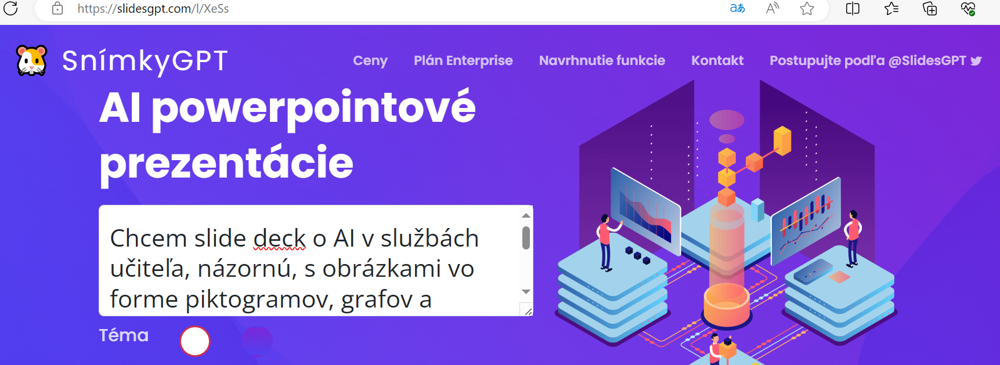 https://slidesgpt.com/l/XeSs
SnímkyGPT
Ceny
Plán Enterprise
Navrhnutie funkcie
Kontakt
Postupujte podľa @SlidesGPT
AI powerpointové
prezentácie
Chcem slide deck o AI v službách
učiteľa, názornú, s obrázkami vo
forme piktogramov, grafov a
Téma